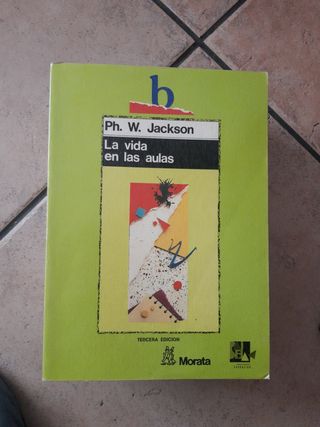 b
Ph. W. Jackson
La vida
en las aulas
TERCERA EDICION
Morata